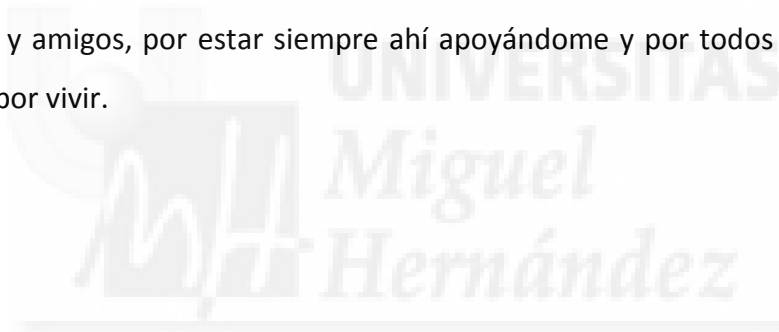 y amigos, por estar siempre ahí apoyándome y por todos
por vivir.
UNIVERSITAS
Miguel
Hernández